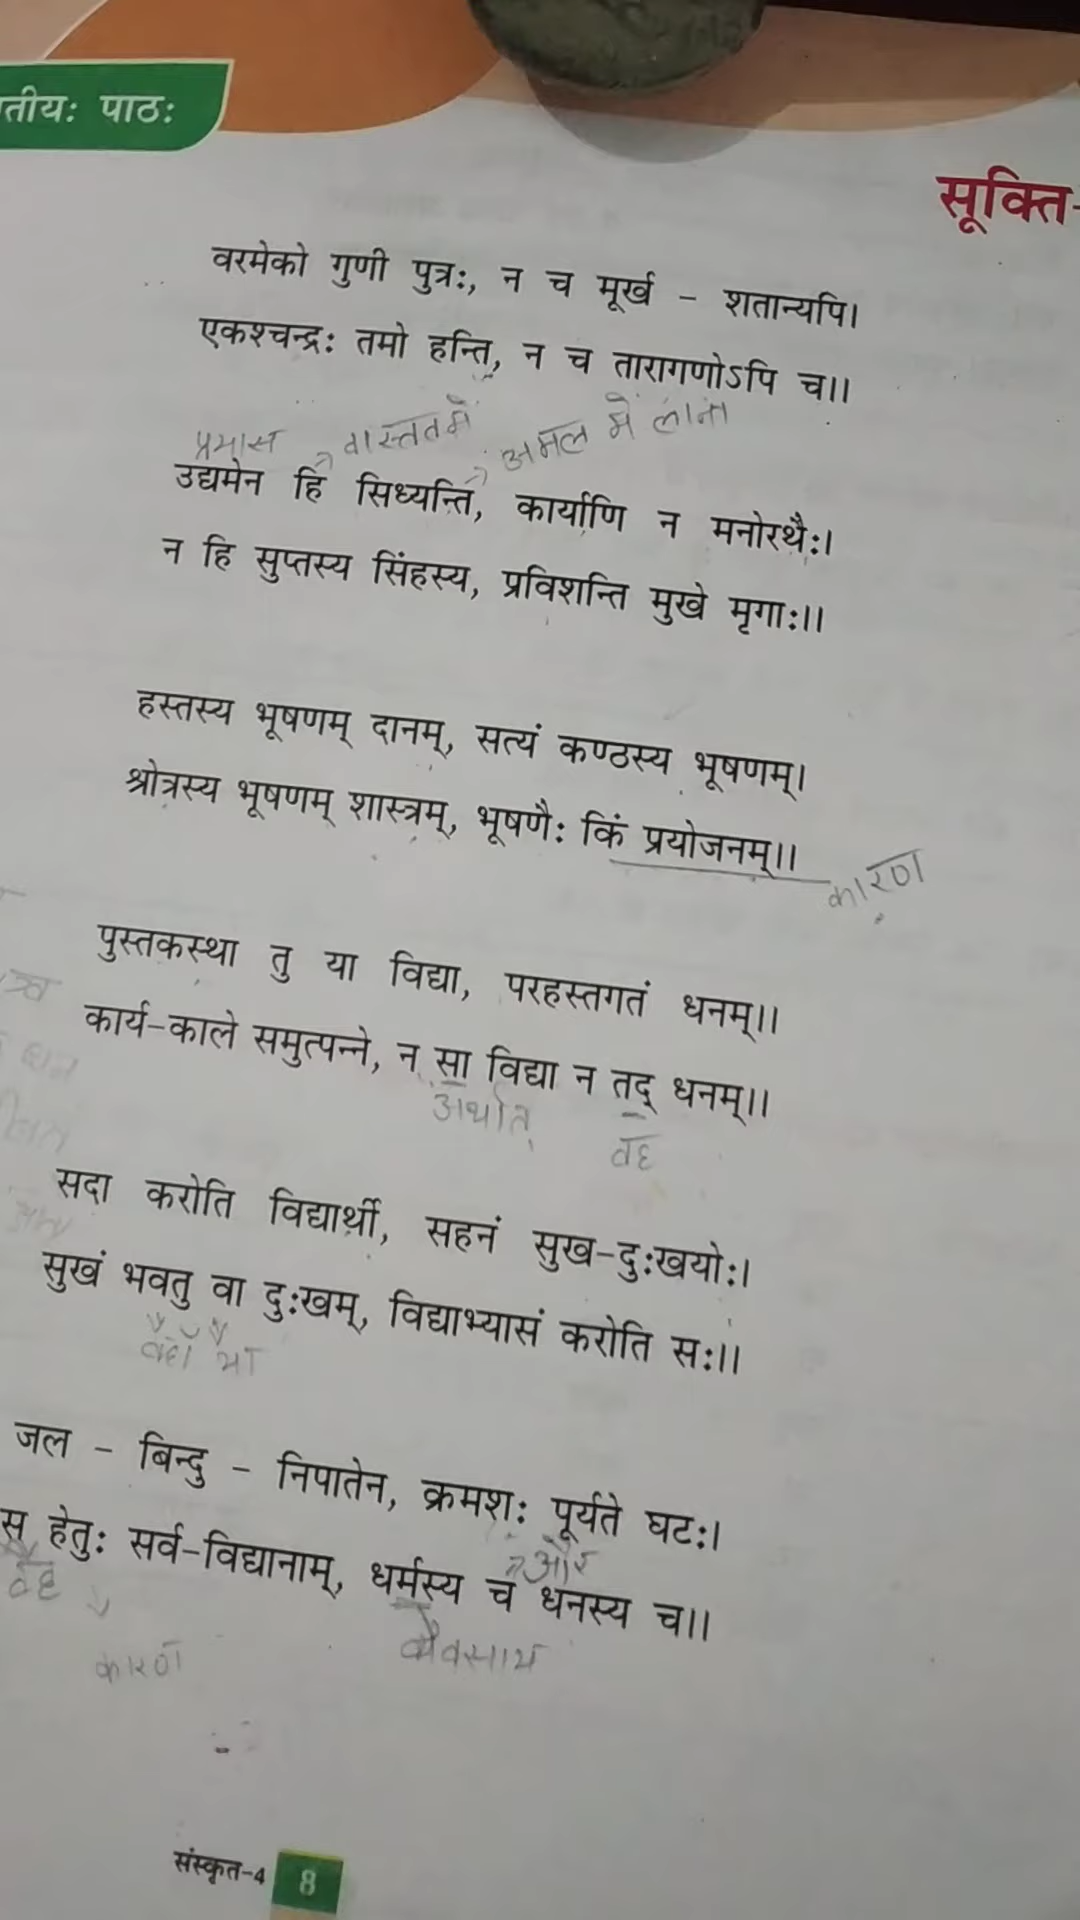 तीयः पाठः
सूक्ति-
वरमेको गुणी पुत्रः, न च मूर्ख - शतान्यपि।
एकश्चन्द्रः तमो हन्ति, न च तारागणोऽपि च।।
प्रयास वास्तव में अमल में लाना
उद्यमेन हि सिध्यन्ति, कार्याणि न मनोरथैः।
न हि सुप्तस्य सिंहस्य, प्रविशन्ति मुखे मृगाः।।
हस्तस्य भूषणम् दानम्, सत्यं कण्ठस्य भूषणम्।
श्रोत्रस्य भूषणम् शास्त्रम्, भूषणैः किं प्रयोजनम्।।
कारण
पुस्तकस्था तु या विद्या, परहस्तगतं धनम्।।
कार्य-काले समुत्पन्ने, न सा विद्या न तद् धनम्।।
अर्थात् वह
सदा करोति विद्यार्थी, सहनं सुख-दुःखयोः।
सुखं भवतु वा दुःखम्, विद्याभ्यासं करोति सः।।
वहाँ या
जल - बिन्दु - निपातेन, क्रमशः पूर्यते घटः।
और
स हेतुः सर्व-विद्यानाम्, धर्मस्य च धनस्य च।।
वह
कारण व्यवसाय
संस्कृत-4 8